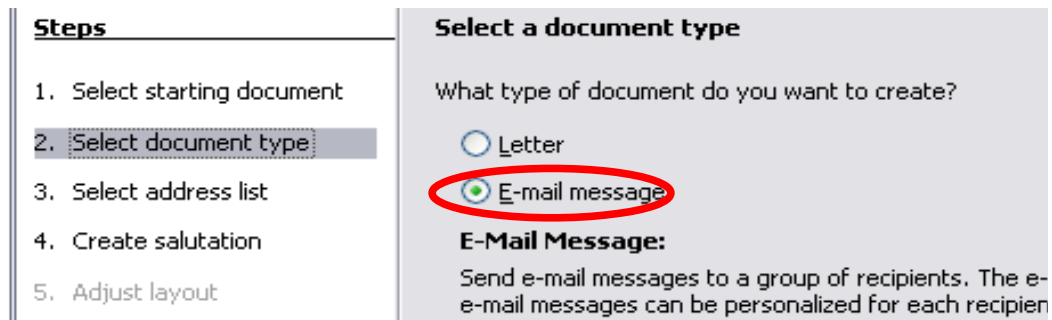 Steps
1. Select starting document
2. Select document type
3. Select address list
4. Create salutation
5. Adjust layout
Select a document type
What type of document do you want to create?
Letter
E-mail message
E-Mail Message:
Send e-mail messages to a group of recipients. The e-
e-mail messages can be personalized for each recipien